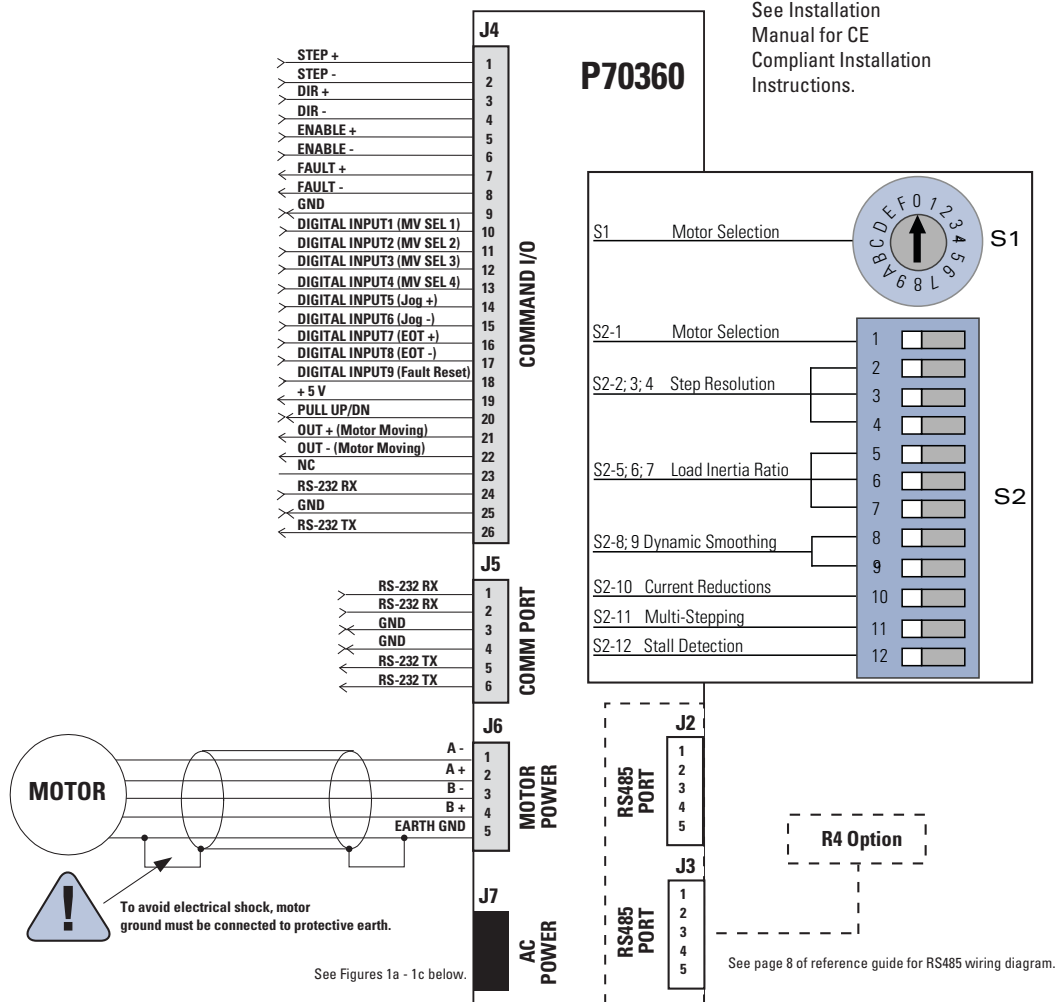 See Installation
Manual for CE
Compliant Installation
Instructions.
P70360
J4
STEP + 1
STEP - 2
DIR + 3
DIR - 4
ENABLE + 5
ENABLE - 6
FAULT + 7
FAULT - 8
GND 9
DIGITAL INPUT1 (MV SEL 1) 10
DIGITAL INPUT2 (MV SEL 2) 11
DIGITAL INPUT3 (MV SEL 3) 12
DIGITAL INPUT4 (MV SEL 4) 13
DIGITAL INPUT5 (Jog +) 14
DIGITAL INPUT6 (Jog -) 15
DIGITAL INPUT7 (EOT +) 16
DIGITAL INPUT8 (EOT -) 17
DIGITAL INPUT9 (Fault Reset) 18
+ 5 V 19
PULL UP/DN 20
OUT + (Motor Moving) 21
OUT - (Motor Moving) 22
NC 23
RS-232 RX 24
GND 25
RS-232 TX 26
COMMAND I/O
S1 Motor Selection
0 1 2 3 4 5 6 7 8 9 A B C D E F
S1
S2-1 Motor Selection
S2-2; 3; 4 Step Resolution
S2-5; 6; 7 Load Inertia Ratio
S2-8; 9 Dynamic Smoothing
S2-10 Current Reductions
S2-11 Multi-Stepping
S2-12 Stall Detection
1
2
3
4
5
6
7
8
9
10
11
12
S2
J5
RS-232 RX 1
RS-232 RX 2
GND 3
GND 4
RS-232 TX 5
RS-232 TX 6
COMM PORT
J6
A - 1
A + 2
B - 3
B + 4
EARTH GND 5
MOTOR
POWER
MOTOR
!
To avoid electrical shock, motor
ground must be connected to protective earth.
J7
AC
POWER
See Figures 1a - 1c below.
J2
1
2
3
4
5
RS485
PORT
J3
1
2
3
4
5
RS485
PORT
R4 Option
See page 8 of reference guide for RS485 wiring diagram.